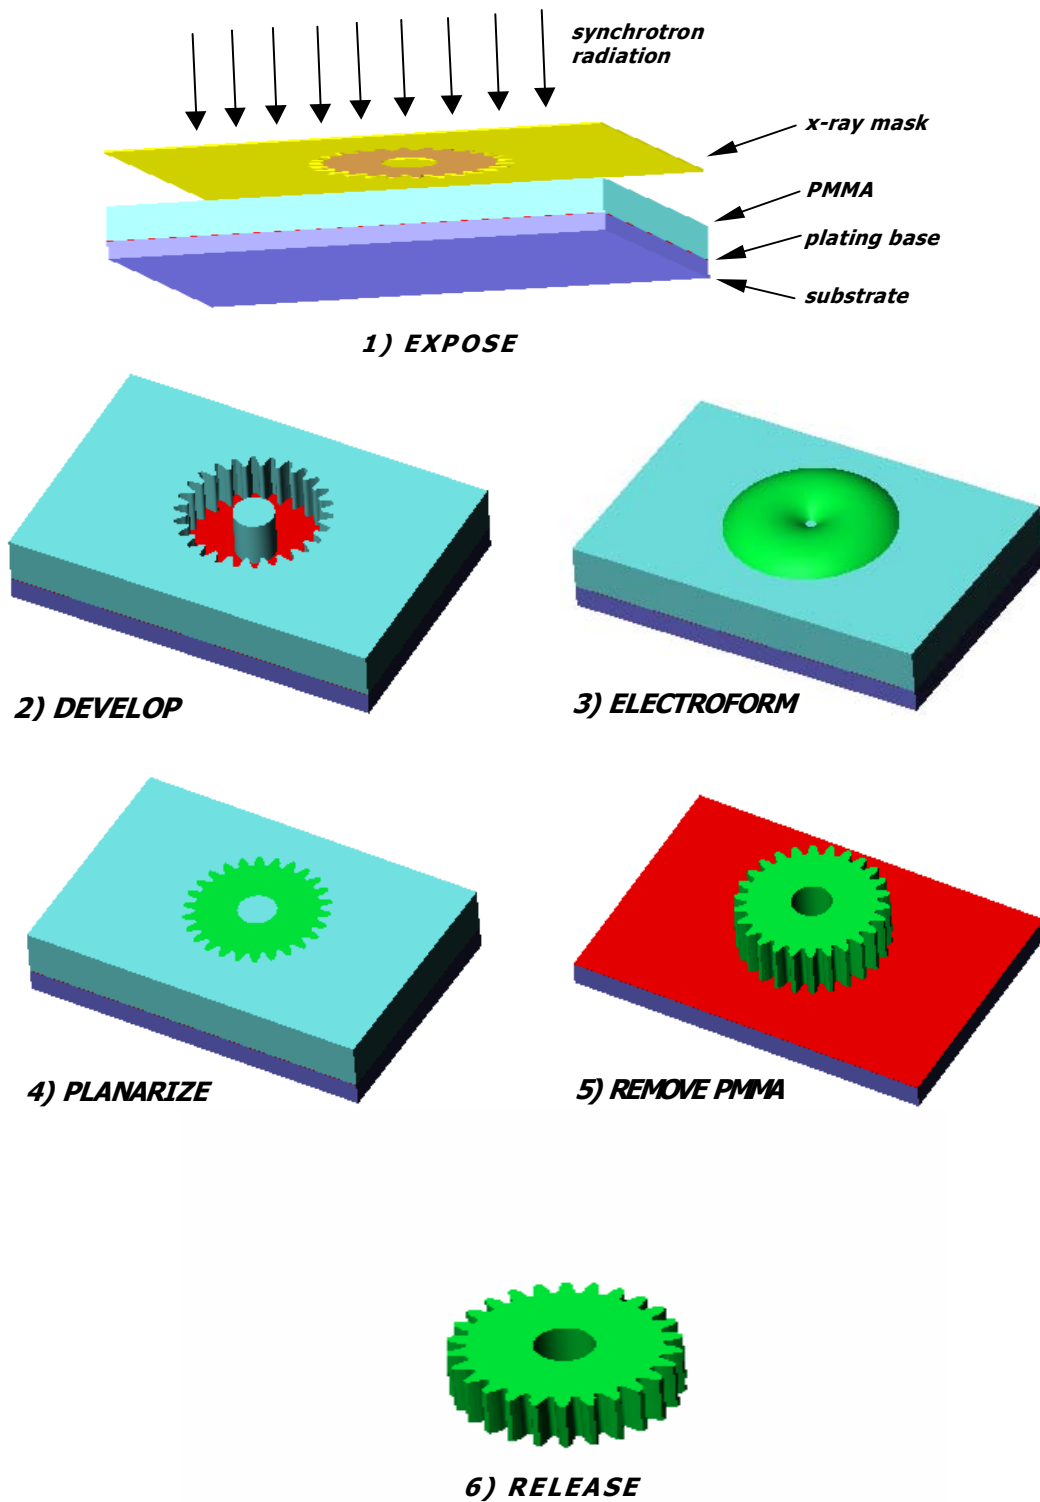 synchrotron
radiation
x-ray mask
PMMA
plating base
substrate
1) EXPOSE
2) DEVELOP
3) ELECTROFORM
4) PLANARIZE
5) REMOVE PMMA
6) RELEASE